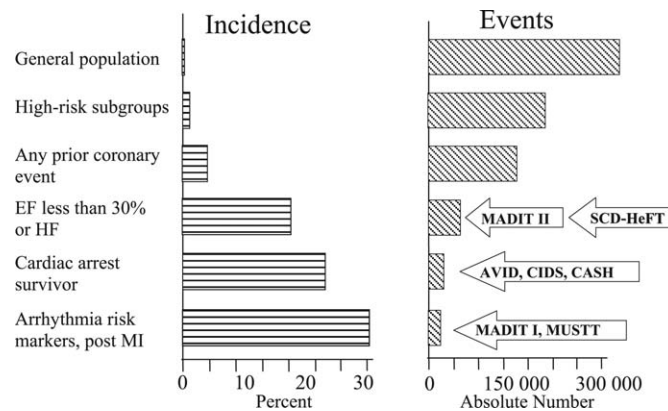 Incidence
Events
General population
High-risk subgroups
Any prior coronary
event
EF less than 30%
or HF
MADIT II
SCD-HeFT
Cardiac arrest
survivor
AVID, CIDS, CASH
Arrhythmia risk
markers, post MI
MADIT I, MUSTT
0 10 20 30
Percent
0 150 000 300 000
Absolute Number